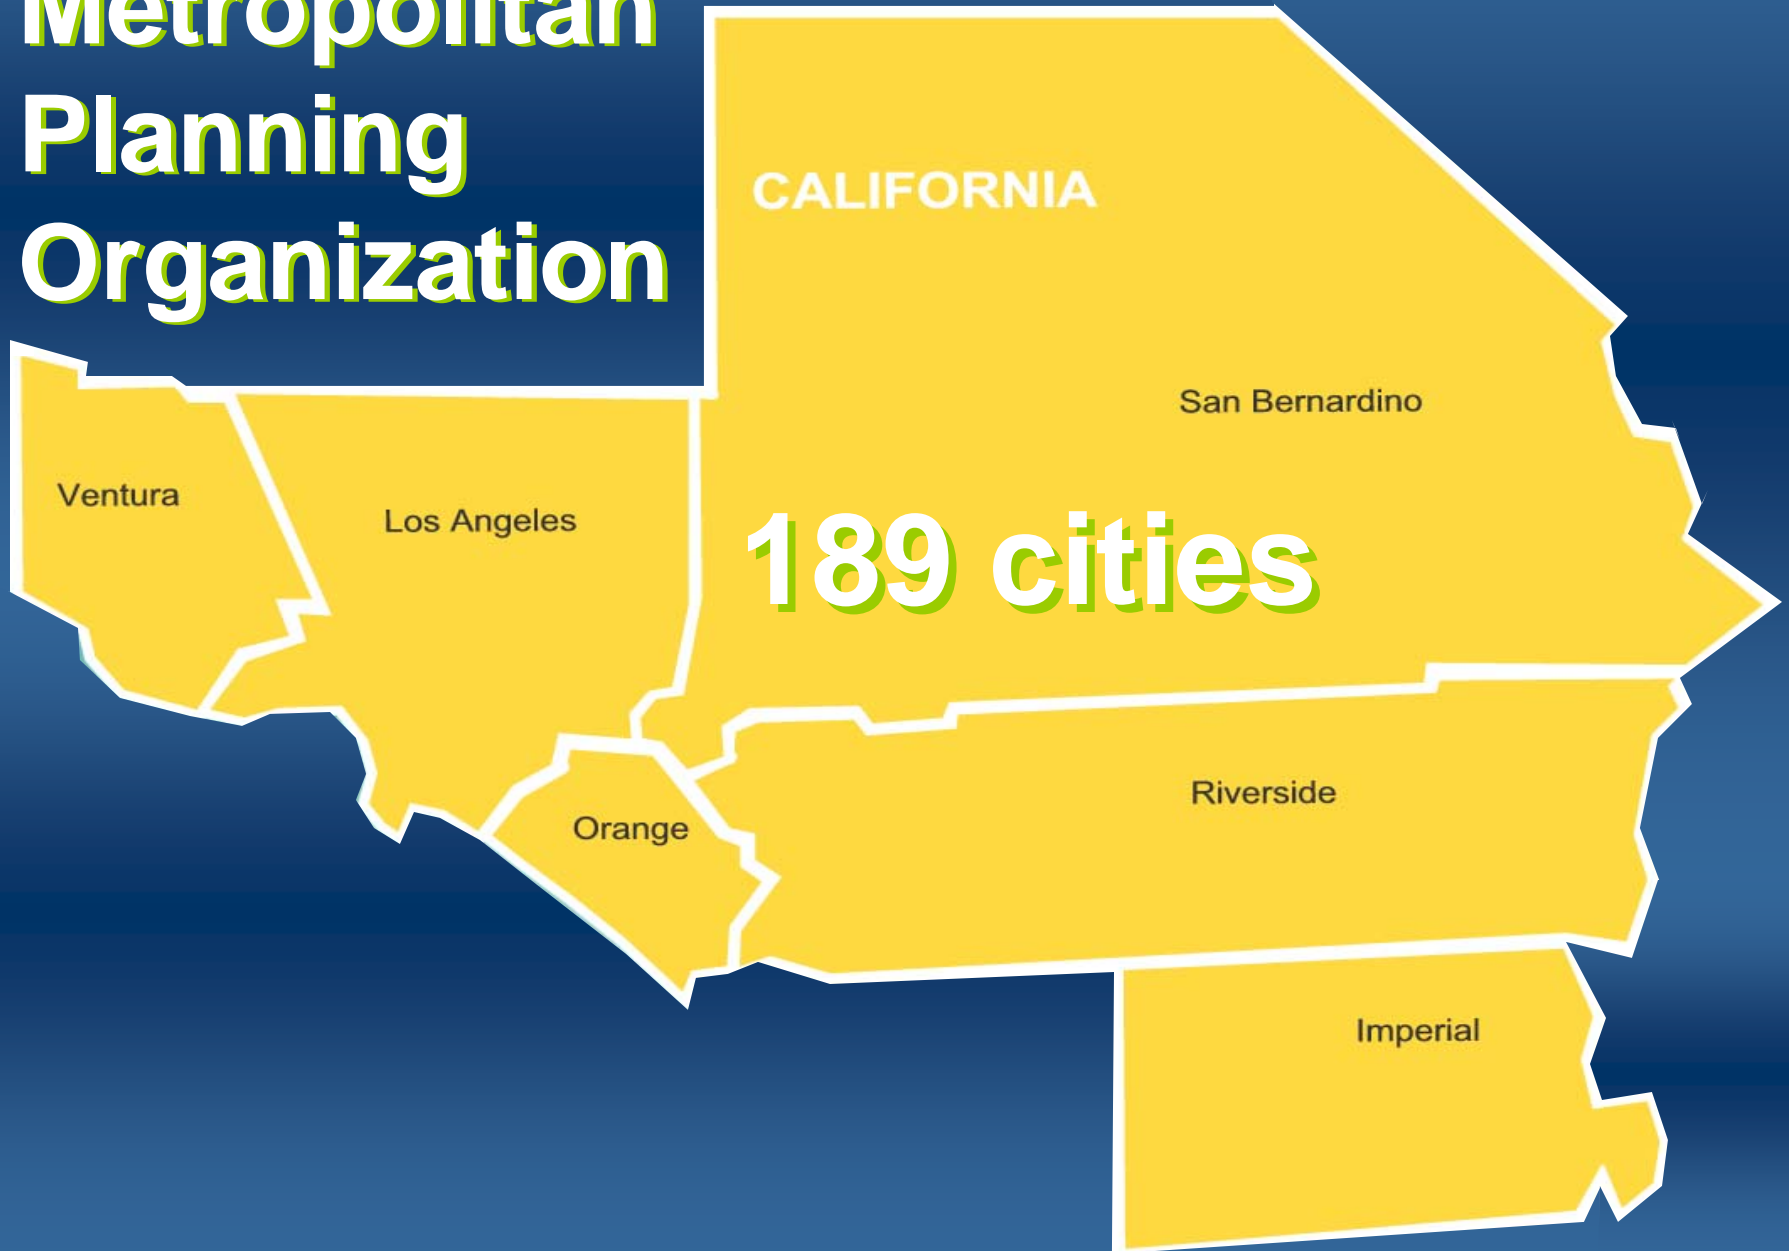 Metropolitan
Planning
Organization
CALIFORNIA
San Bernardino
Ventura
Los Angeles
189 cities
Riverside
Orange
Imperial